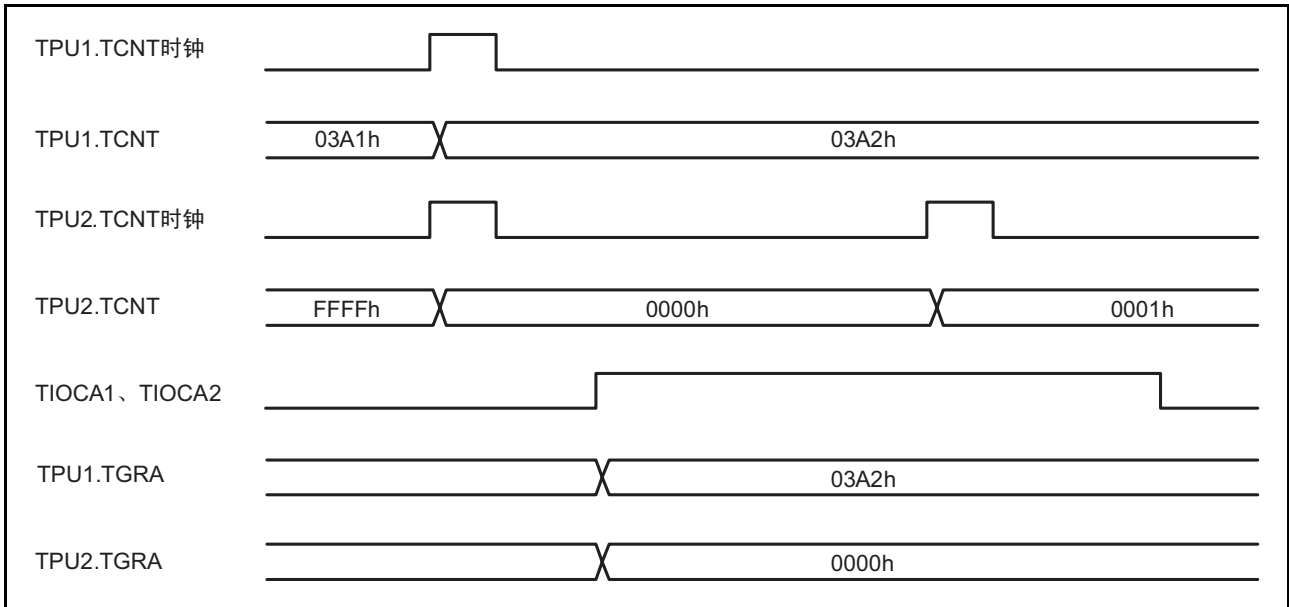 TPU1.TCNT时钟
TPU1.TCNT 03A1h 03A2h
TPU2.TCNT时钟
TPU2.TCNT FFFFh 0000h 0001h
TIOCA1、TIOCA2
TPU1.TGRA 03A2h
TPU2.TGRA 0000h